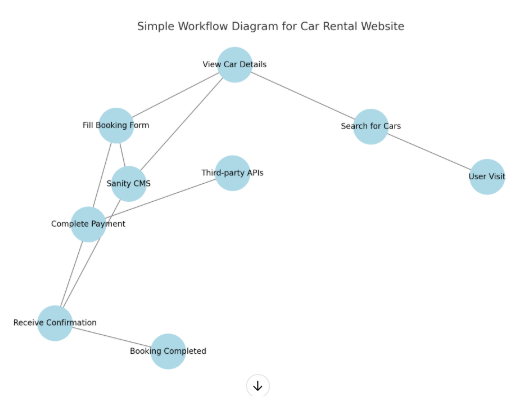 Simple Workflow Diagram for Car Rental Website
View Car Details
Fill Booking Form
Search for Cars
Third-party APIs
User Visit
Sanity CMS
Complete Payment
Receive Confirmation
Booking Completed